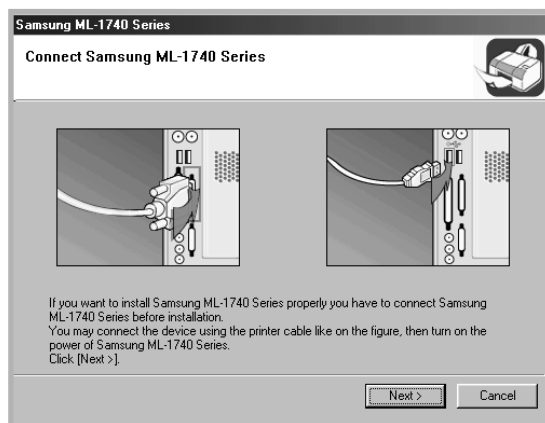 Samsung ML-1740 Series
Connect Samsung ML-1740 Series
If you want to install Samsung ML-1740 Series properly you have to connect Samsung
ML-1740 Series before installation.
You may connect the device using the printer cable like on the figure, then turn on the
power of Samsung ML-1740 Series.
Click [Next >].
Next >
Cancel